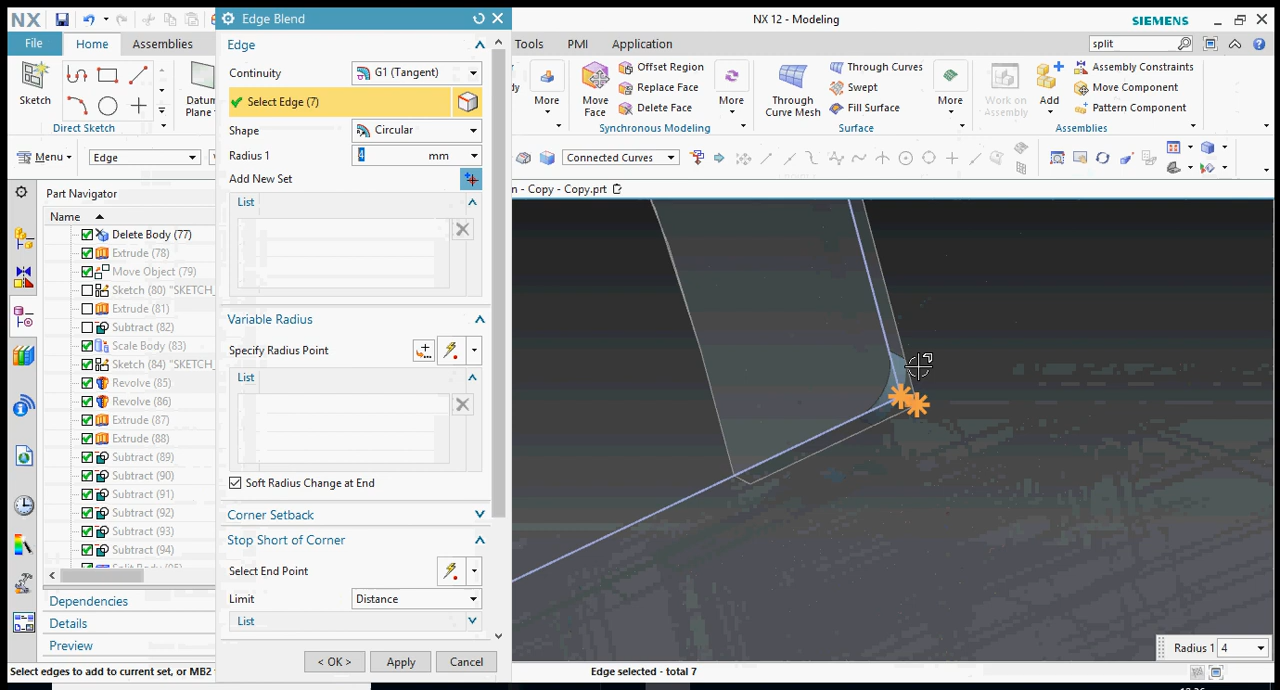 NX
Edge Blend
NX 12 - Modeling
SIEMENS
File
Home
Assemblies
Tools
PMI
Application
split
Sketch
Direct Sketch
Datum
Plane
More
Move
Face
Offset Region
Replace Face
Delete Face
More
Synchronous Modeling
Through
Curve Mesh
Through Curves
Swept
Fill Surface
More
Surface
Work on
Assembly
Add
Assembly Constraints
Move Component
Pattern Component
Assemblies
Menu
Edge
Connected Curves
n - Copy - Copy.prt
Part Navigator
Name
Delete Body (77)
Extrude (78)
Move Object (79)
Sketch (80) "SKETCH_
Extrude (81)
Subtract (82)
Scale Body (83)
Sketch (84) "SKETCH_
Revolve (85)
Revolve (86)
Extrude (87)
Extrude (88)
Subtract (89)
Subtract (90)
Subtract (91)
Subtract (92)
Subtract (93)
Subtract (94)
Dependencies
Details
Preview
Edge
Continuity
G1 (Tangent)
Select Edge (7)
Shape
Circular
Radius 1
4 mm
Add New Set
List
Variable Radius
Specify Radius Point
List
Soft Radius Change at End
Corner Setback
Stop Short of Corner
Select End Point
Limit
Distance
List
< OK >
Apply
Cancel
Radius 1 4
Select edges to add to current set, or MB2
Edge selected - total 7